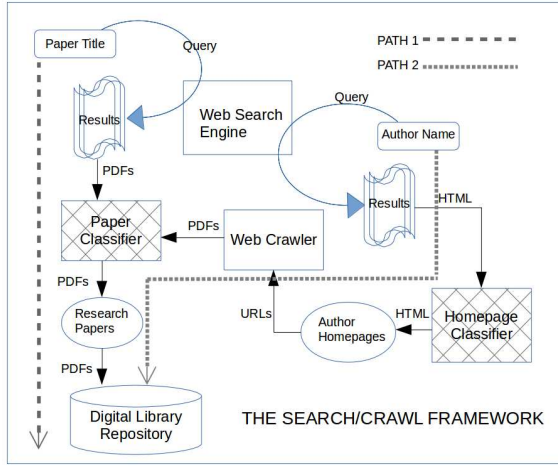 Paper Title
Query
PATH 1
PATH 2
Results
Web Search
Engine
Query
Author Name
PDFs
Results
HTML
Paper
Classifier
PDFs
Web Crawler
PDFs
Research
Papers
URLs
Author
Homepages
HTML
Homepage
Classifier
PDFs
Digital Library
Repository
THE SEARCH/CRAWL FRAMEWORK